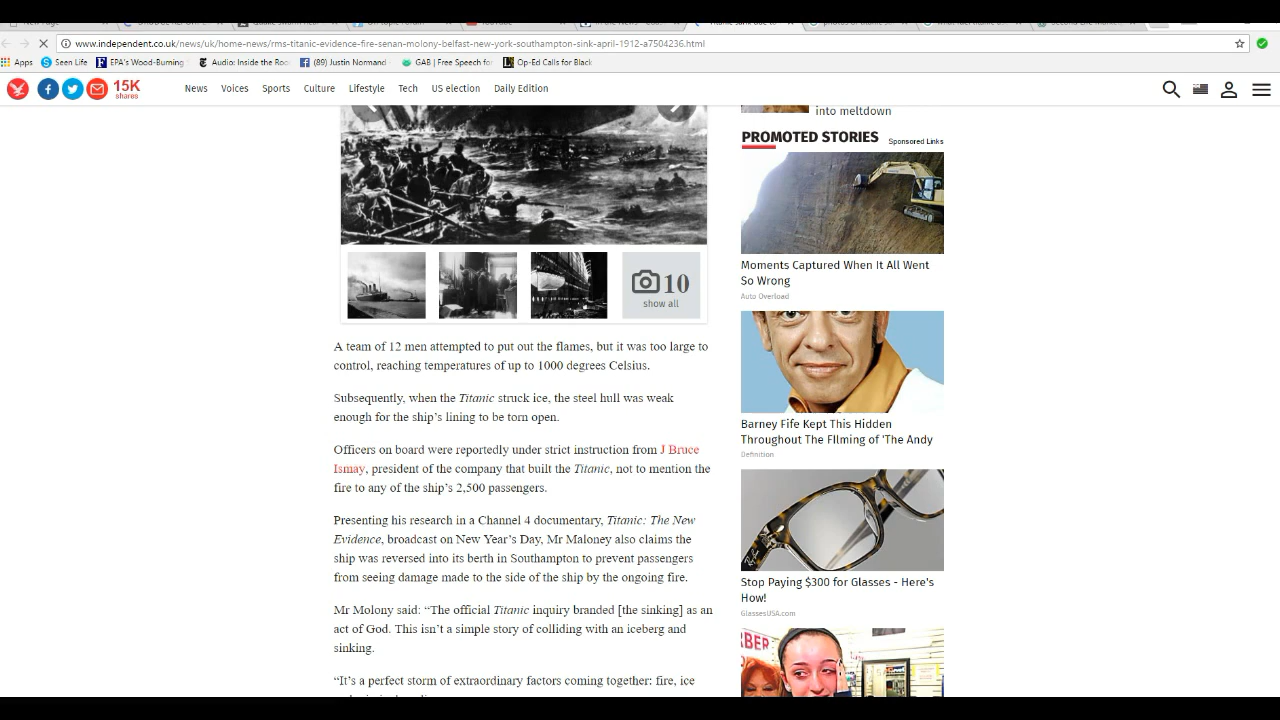 www.independent.co.uk/news/uk/home-news/rms-titanic-evidence-fire-senan-molony-belfast-new-york-southampton-sink-april-1912-a7504236.html
Apps Seen Life EPA's Wood-Burning Audio: Inside the Roo (89) Justin Normand GAB | Free Speech fo Op-Ed Calls for Black
15K
shares
News Voices Sports Culture Lifestyle Tech US election Daily Edition
into meltdown
PROMOTED STORIES Sponsored Links
10
show all
Moments Captured When It All Went
So Wrong
Auto Overload
A team of 12 men attempted to put out the flames, but it was too large to
control, reaching temperatures of up to 1000 degrees Celsius.
Subsequently, when the Titanic struck ice, the steel hull was weak
enough for the ship's lining to be torn open.
Officers on board were reportedly under strict instruction from J Bruce
Ismay, president of the company that built the Titanic, not to mention the
fire to any of the ship's 2,500 passengers.
Presenting his research in a Channel 4 documentary, Titanic: The New
Evidence, broadcast on New Year's Day, Mr Maloney also claims the
ship was reversed into its berth in Southampton to prevent passengers
from seeing damage made to the side of the ship by the ongoing fire.
Mr Molony said: “The official Titanic inquiry branded [the sinking] as an
act of God. This isn't a simple story of colliding with an iceberg and
sinking.
“It's a perfect storm of extraordinary factors coming together: fire, ice
Barney Fife Kept This Hidden
Throughout The FIlming of 'The Andy
Definition
Ray-Ban
Stop Paying $300 for Glasses - Here's
How!
GlassesUSA.com
BER